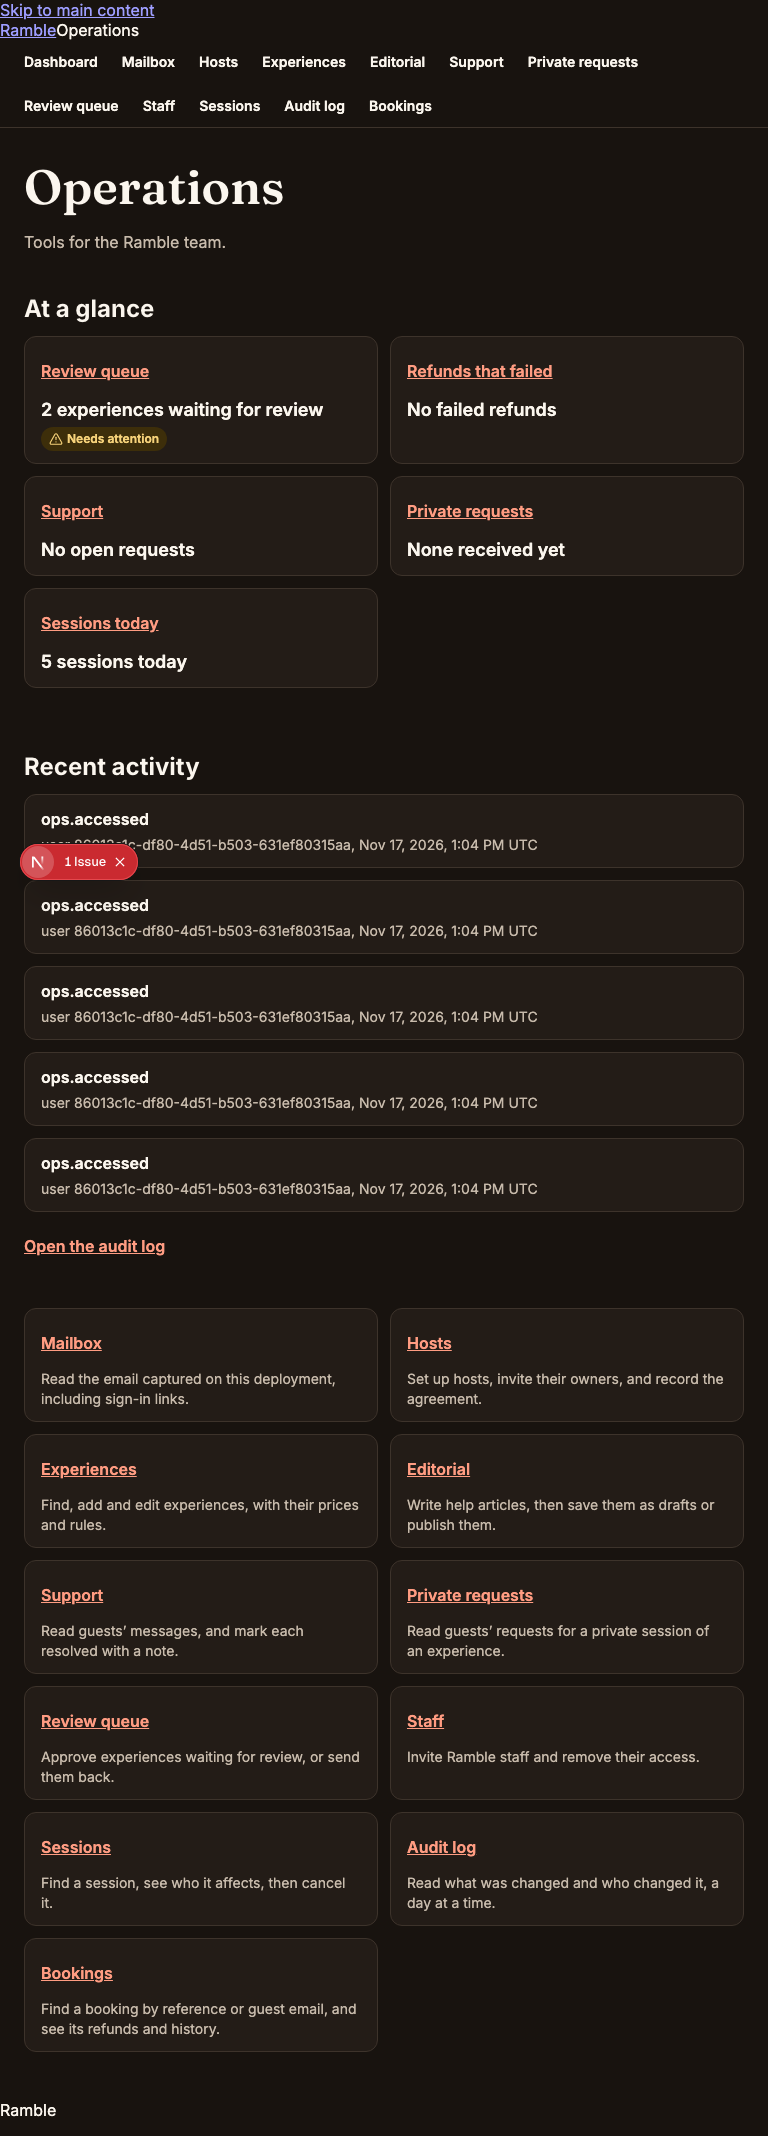 Skip to main content
RambleOperations
Dashboard Mailbox Hosts Experiences Editorial Support Private requests
Review queue Staff Sessions Audit log Bookings
Operations
Tools for the Ramble team.
At a glance
Review queue
2 experiences waiting for review
Needs attention
Refunds that failed
No failed refunds
Support
No open requests
Private requests
None received yet
Sessions today
5 sessions today
Recent activity
ops.accessed
user 86013c1c-df80-4d51-b503-631ef80315aa, Nov 17, 2026, 1:04 PM UTC
1 Issue
ops.accessed
user 86013c1c-df80-4d51-b503-631ef80315aa, Nov 17, 2026, 1:04 PM UTC
ops.accessed
user 86013c1c-df80-4d51-b503-631ef80315aa, Nov 17, 2026, 1:04 PM UTC
ops.accessed
user 86013c1c-df80-4d51-b503-631ef80315aa, Nov 17, 2026, 1:04 PM UTC
ops.accessed
user 86013c1c-df80-4d51-b503-631ef80315aa, Nov 17, 2026, 1:04 PM UTC
Open the audit log
Mailbox
Read the email captured on this deployment,
including sign-in links.
Hosts
Set up hosts, invite their owners, and record the
agreement.
Experiences
Find, add and edit experiences, with their prices
and rules.
Editorial
Write help articles, then save them as drafts or
publish them.
Support
Read guests’ messages, and mark each
resolved with a note.
Private requests
Read guests’ requests for a private session of
an experience.
Review queue
Approve experiences waiting for review, or send
them back.
Staff
Invite Ramble staff and remove their access.
Sessions
Find a session, see who it affects, then cancel
it.
Audit log
Read what was changed and who changed it, a
day at a time.
Bookings
Find a booking by reference or guest email, and
see its refunds and history.
Ramble